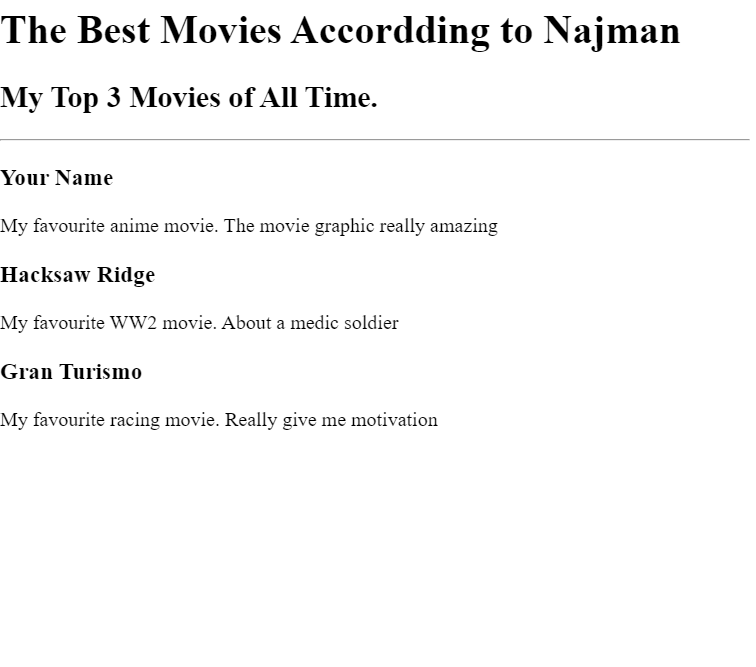 The Best Movies Accordding to Najman
My Top 3 Movies of All Time.
Your Name
My favourite anime movie. The movie graphic really amazing
Hacksaw Ridge
My favourite WW2 movie. About a medic soldier
Gran Turismo
My favourite racing movie. Really give me motivation